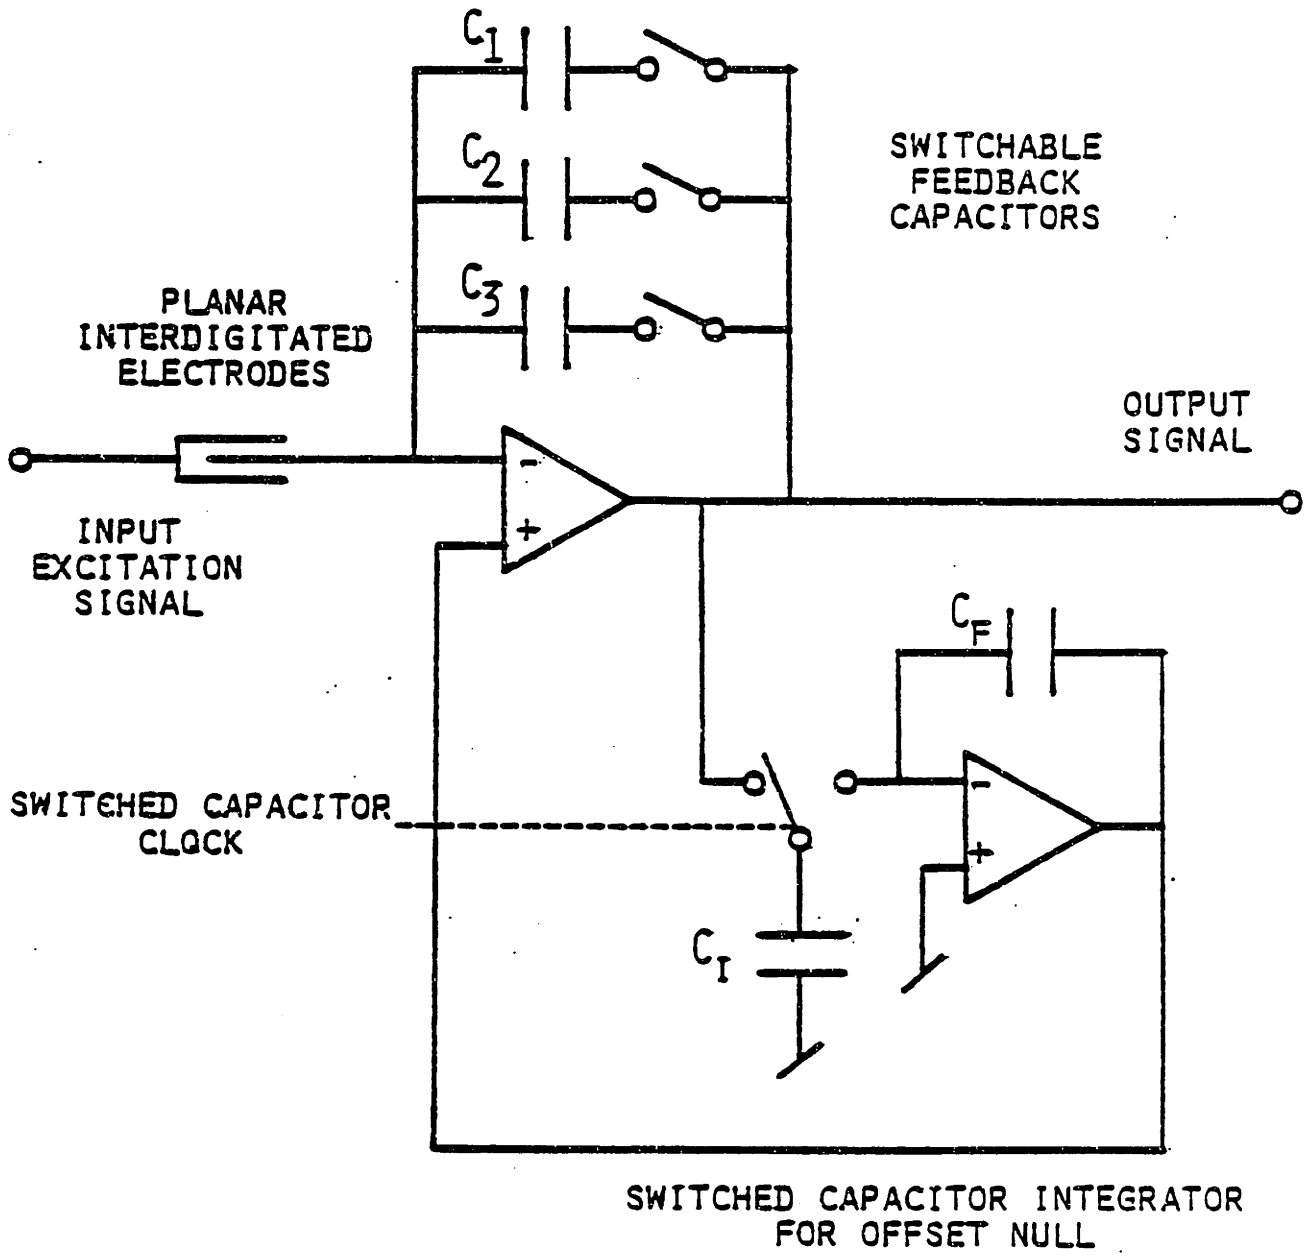 C1
C2
SWITCHABLE
FEEDBACK
CAPACITORS
C3
PLANAR
INTERDIGITATED
ELECTRODES
OUTPUT
SIGNAL
-
+
INPUT
EXCITATION
SIGNAL
CF
-
+
SWITCHED CAPACITOR
CLOCK
CI
SWITCHED CAPACITOR INTEGRATOR
FOR OFFSET NULL